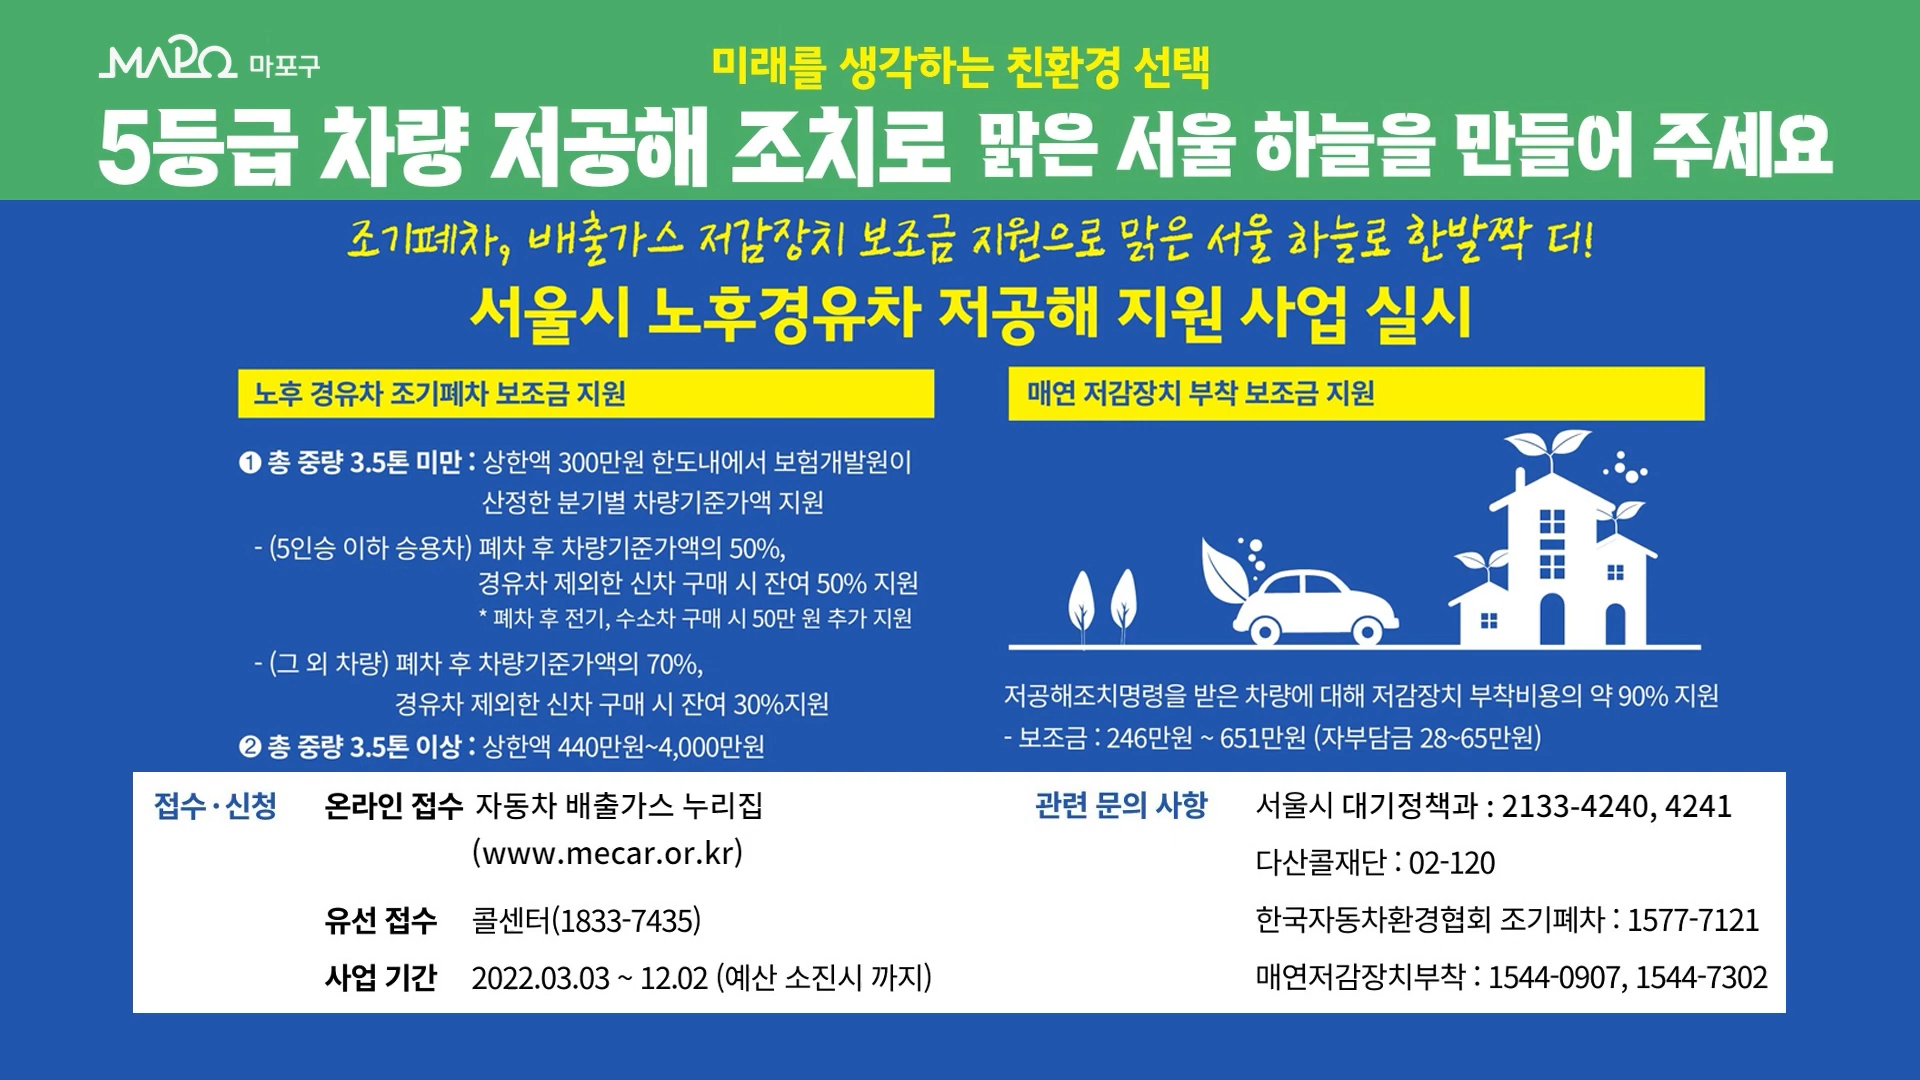 MAPO 마포구
미래를 생각하는 친환경 선택
5등급 차량 저공해 조치로 맑은 서울 하늘을 만들어 주세요
조기폐차, 배출가스 저감장치 보조금 지원으로 맑은 서울 하늘로 한발짝 더!
서울시 노후경유차 저공해 지원 사업 실시
노후 경유차 조기폐차 보조금 지원
❶ 총 중량 3.5톤 미만 : 상한액 300만원 한도내에서 보험개발원이
산정한 분기별 차량기준가액 지원
- (5인승 이하 승용차) 폐차 후 차량기준가액의 50%,
경유차 제외한 신차 구매 시 잔여 50% 지원
* 폐차 후 전기, 수소차 구매 시 50만 원 추가 지원
- (그 외 차량) 폐차 후 차량기준가액의 70%,
경유차 제외한 신차 구매 시 잔여 30%지원
❷ 총 중량 3.5톤 이상 : 상한액 440만원~4,000만원
매연 저감장치 부착 보조금 지원
저공해조치명령을 받은 차량에 대해 저감장치 부착비용의 약 90% 지원
- 보조금 : 246만원 ~ 651만원 (자부담금 28~65만원)
접수·신청 온라인 접수 자동차 배출가스 누리집
(www.mecar.or.kr)
유선 접수 콜센터(1833-7435)
사업 기간 2022.03.03 ~ 12.02 (예산 소진시 까지)
관련 문의 사항 서울시 대기정책과 : 2133-4240, 4241
다산콜재단 : 02-120
한국자동차환경협회 조기폐차 : 1577-7121
매연저감장치부착 : 1544-0907, 1544-7302